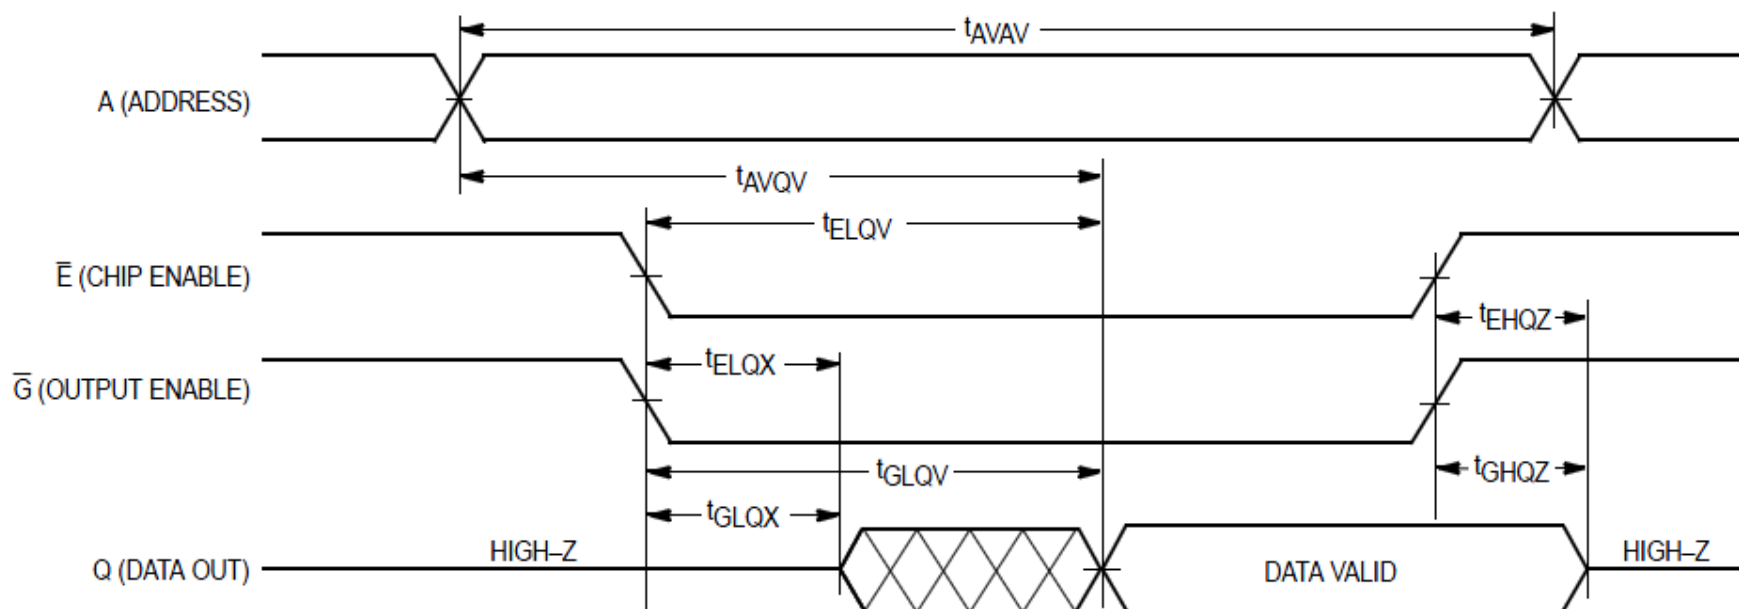 tAVAV
A (ADDRESS)
tAVQV
tELQV
E̅ (CHIP ENABLE)
tEHQZ
tELQX
G̅ (OUTPUT ENABLE)
tGLQV
tGHQZ
tGLQX
HIGH–Z
HIGH–Z
Q (DATA OUT)
DATA VALID